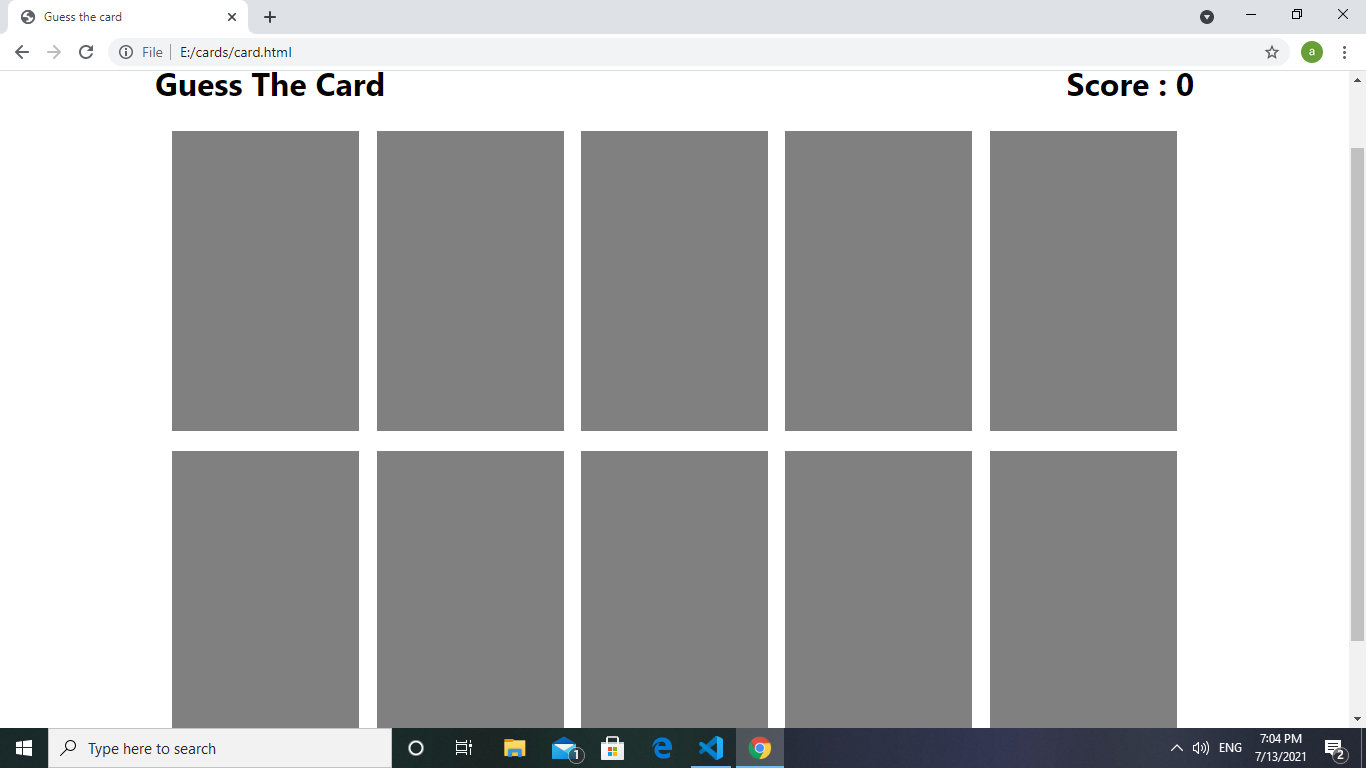 Guess the card
File E:/cards/card.html
a
Guess The Card
Score : 0
Type here to search
1
ENG
7:04 PM
7/13/2021
2